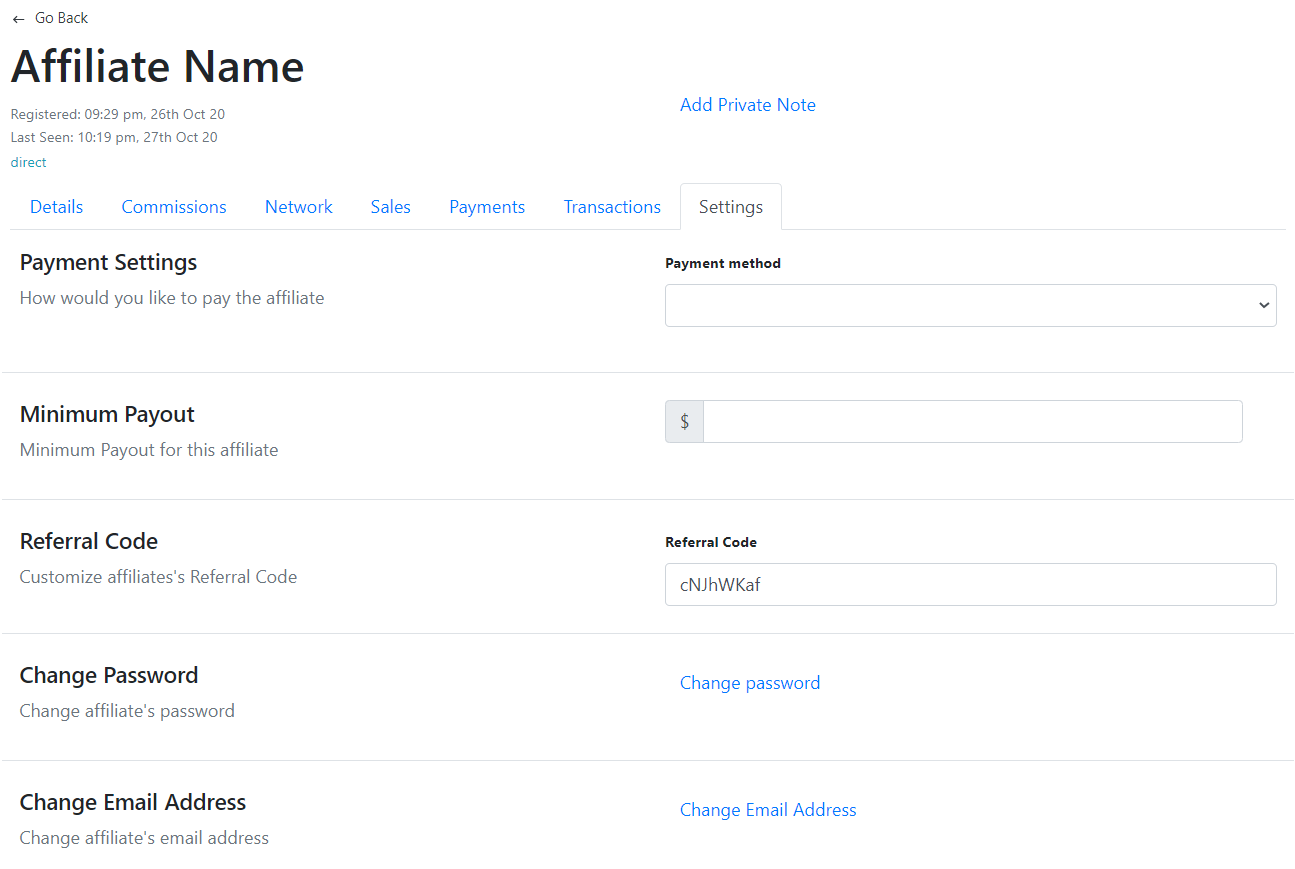 ← Go Back
Affiliate Name
Registered: 09:29 pm, 26th Oct 20
Last Seen: 10:19 pm, 27th Oct 20
direct
Add Private Note
Details Commissions Network Sales Payments Transactions Settings
Payment Settings
How would you like to pay the affiliate
Payment method
Minimum Payout
Minimum Payout for this affiliate
$
Referral Code
Customize affiliates's Referral Code
Referral Code
cNJhWKaf
Change Password
Change affiliate's password
Change password
Change Email Address
Change affiliate's email address
Change Email Address